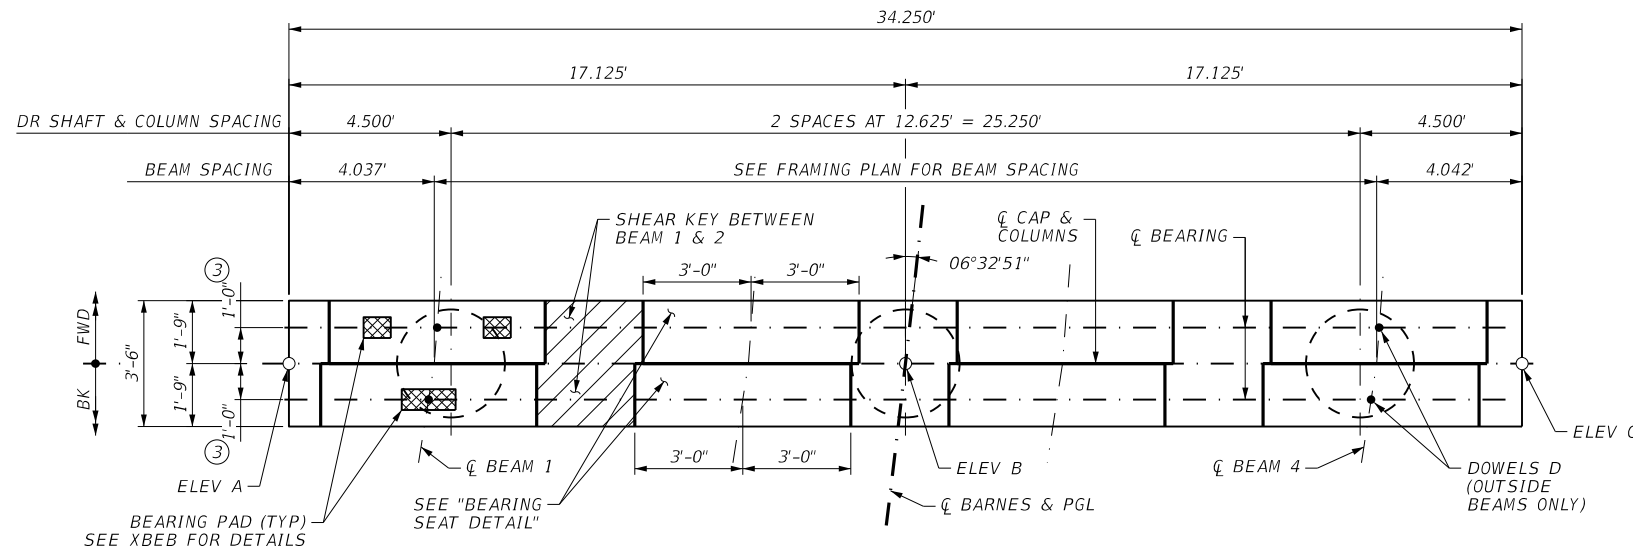 34.250'
17.125'
17.125'
DR SHAFT & COLUMN SPACING
4.500'
2 SPACES AT 12.625' = 25.250'
4.500'
BEAM SPACING
4.037'
SEE FRAMING PLAN FOR BEAM SPACING
4.042'
SHEAR KEY BETWEEN
BEAM 1 & 2
℄ CAP &
COLUMNS
℄ BEARING
06°32'51"
3'-0"
3'-0"
3
1'-0"
1'-9"
FWD
3'-6"
BK
1'-9"
1'-0"
3
3'-0"
3'-0"
℄ BEAM 1
ELEV A
SEE "BEARING
SEAT DETAIL"
BEARING PAD (TYP)
SEE XBEB FOR DETAILS
ELEV B
℄ BARNES & PGL
℄ BEAM 4
DOWELS D
(OUTSIDE
BEAMS ONLY)
ELEV